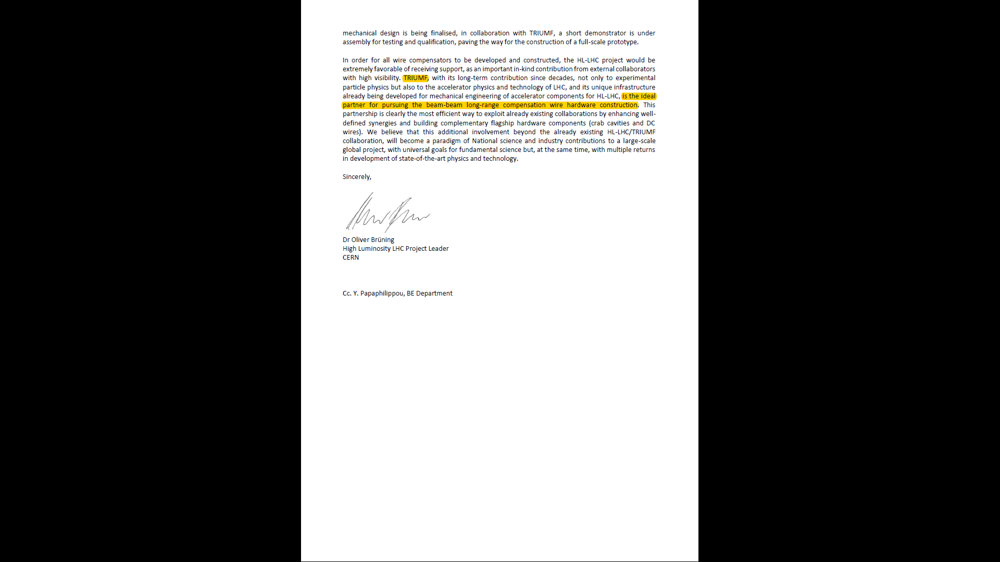 mechanical design is being finalised, in collaboration with TRIUMF, a short demonstrator is under
assembly for testing and qualification, paving the way for the construction of a full-scale prototype.
In order for all wire compensators to be developed and constructed, the HL-LHC project would be
extremely favorable of receiving support, as an important in-kind contribution from external collaborators
with high visibility. TRIUMF, with its long-term contribution since decades, not only to experimental
particle physics but also to the accelerator physics and technology of LHC, and its unique infrastructure
already being developed for mechanical engineering of accelerator components for HL-LHC, is the ideal
partner for pursuing the beam-beam long-range compensation wire hardware construction. This
partnership is clearly the most efficient way to exploit already existing collaborations by enhancing well-
defined synergies and building complementary flagship hardware components (crab cavities and DC
wires). We believe that this additional involvement beyond the already existing HL-LHC/TRIUMF
collaboration, will become a paradigm of National science and industry contributions to a large-scale
global project, with universal goals for fundamental science but, at the same time, with multiple returns
in development of state-of-the-art physics and technology.
Sincerely,
Dr Oliver Brüning
High Luminosity LHC Project Leader
CERN
Cc. Y. Papaphilippou, BE Department